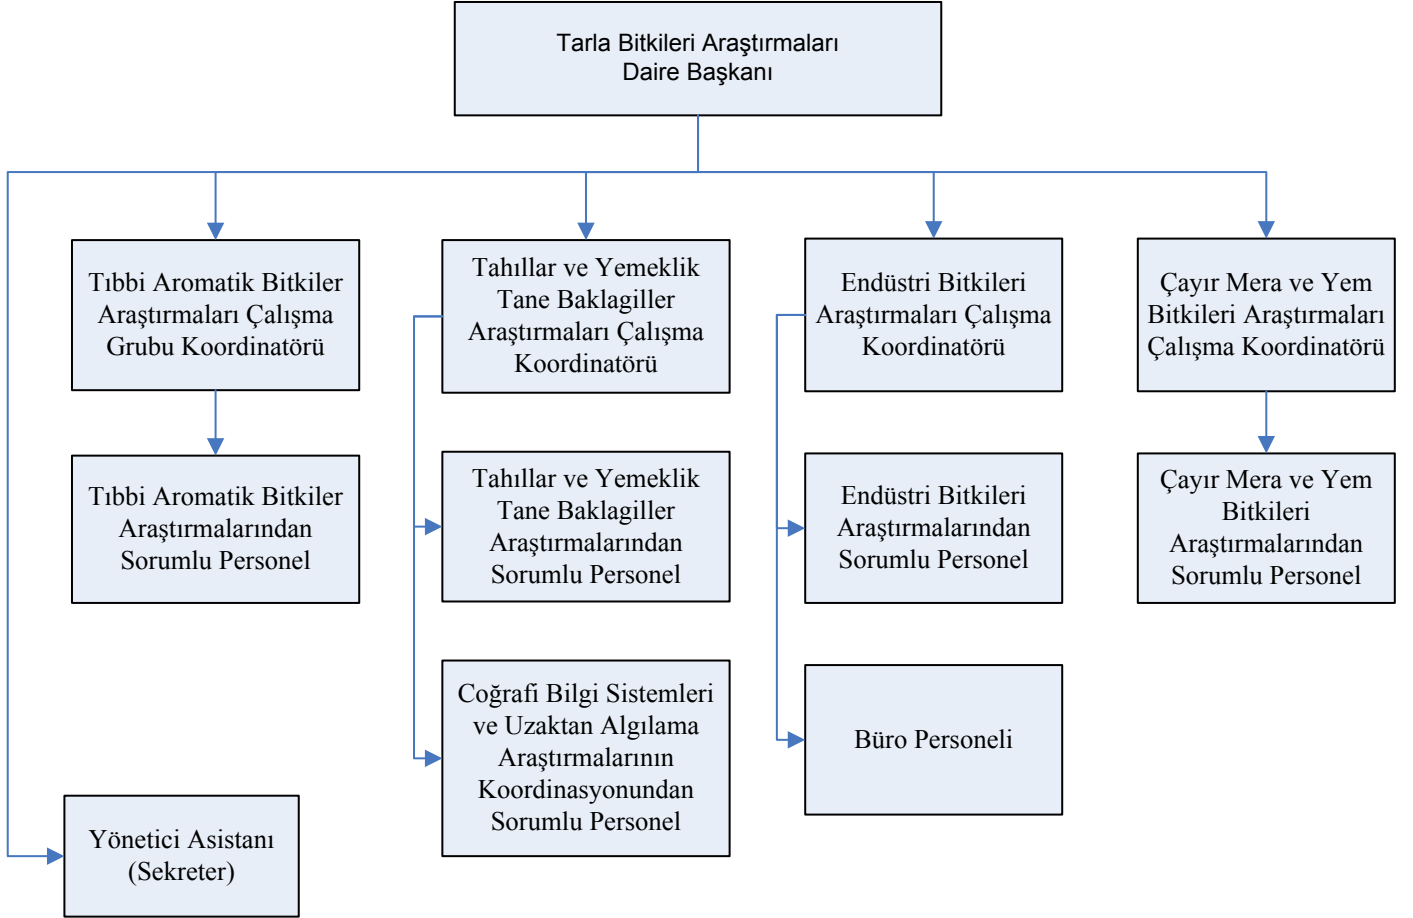 Tarla Bitkileri Araştırmaları
Daire Başkanı
Tıbbi Aromatik Bitkiler
Araştırmaları Çalışma
Grubu Koordinatörü
Tahıllar ve Yemeklik
Tane Baklagiller
Araştırmaları Çalışma
Koordinatörü
Endüstri Bitkileri
Araştırmaları Çalışma
Koordinatörü
Çayır Mera ve Yem
Bitkileri Araştırmaları
Çalışma Koordinatörü
Tıbbi Aromatik Bitkiler
Araştırmalarından
Sorumlu Personel
Tahıllar ve Yemeklik
Tane Baklagiller
Araştırmalarından
Sorumlu Personel
Endüstri Bitkileri
Araştırmalarından
Sorumlu Personel
Çayır Mera ve Yem
Bitkileri
Araştırmalarından
Sorumlu Personel
Coğrafi Bilgi Sistemleri
ve Uzaktan Algılama
Araştırmalarının
Koordinasyonundan
Sorumlu Personel
Büro Personeli
Yönetici Asistanı
(Sekreter)